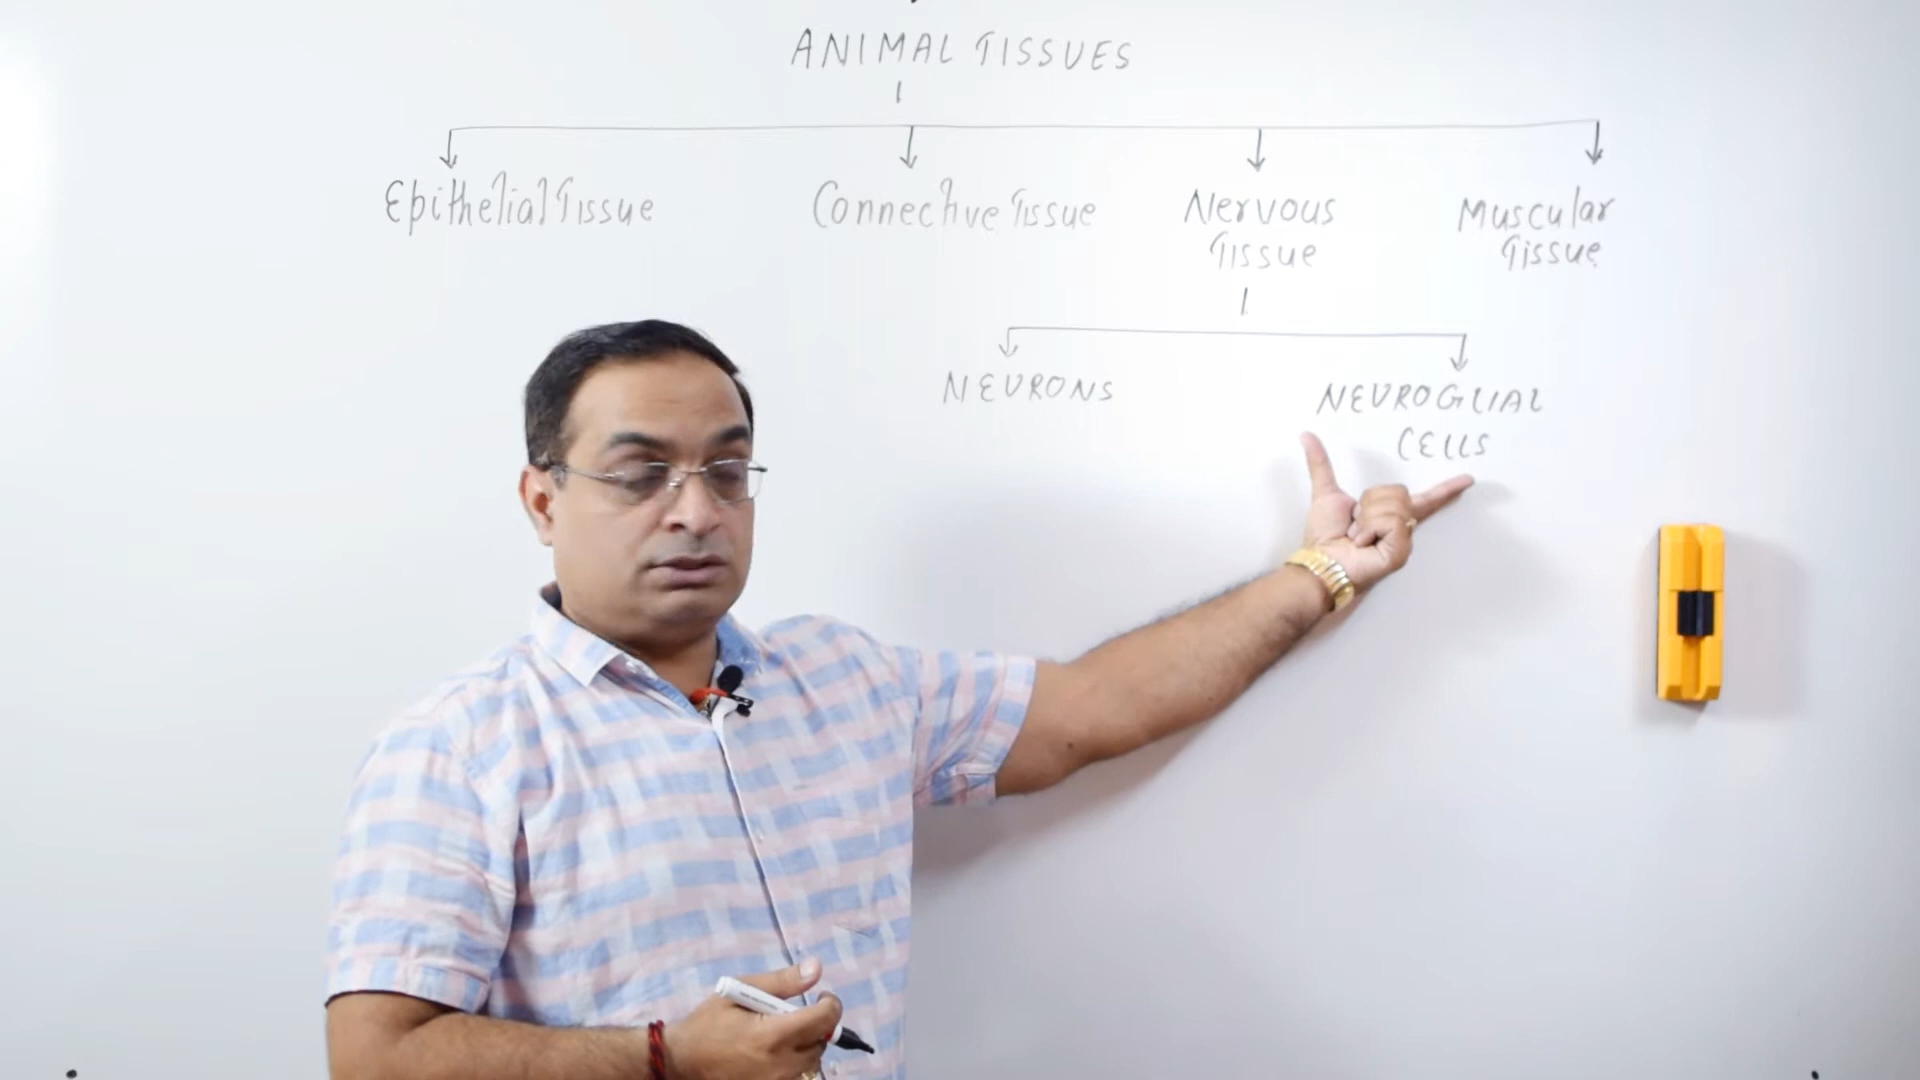 ANIMAL TISSUES
Epithelial Tissue
Connective Tissue
Nervous
Tissue
Muscular
Tissue
NEURONS
NEUROGLIAL
CELLS